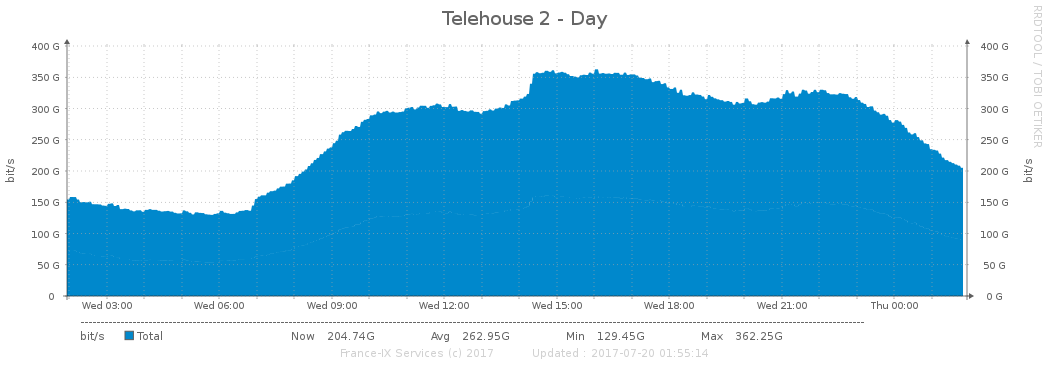 Telehouse 2 - Day
RRDTOOL / TOBI OETIKER
400 G 400 G
350 G 350 G
300 G 300 G
250 G 250 G
200 G 200 G
150 G 150 G
100 G 100 G
50 G 50 G
0 0 G
bit/s bit/s
Wed 03:00 Wed 06:00 Wed 09:00 Wed 12:00 Wed 15:00 Wed 18:00 Wed 21:00 Thu 00:00
bit/s Total Now 204.74G Avg 262.95G Min 129.45G Max 362.25G
France-IX Services (c) 2017 Updated : 2017-07-20 01:55:14